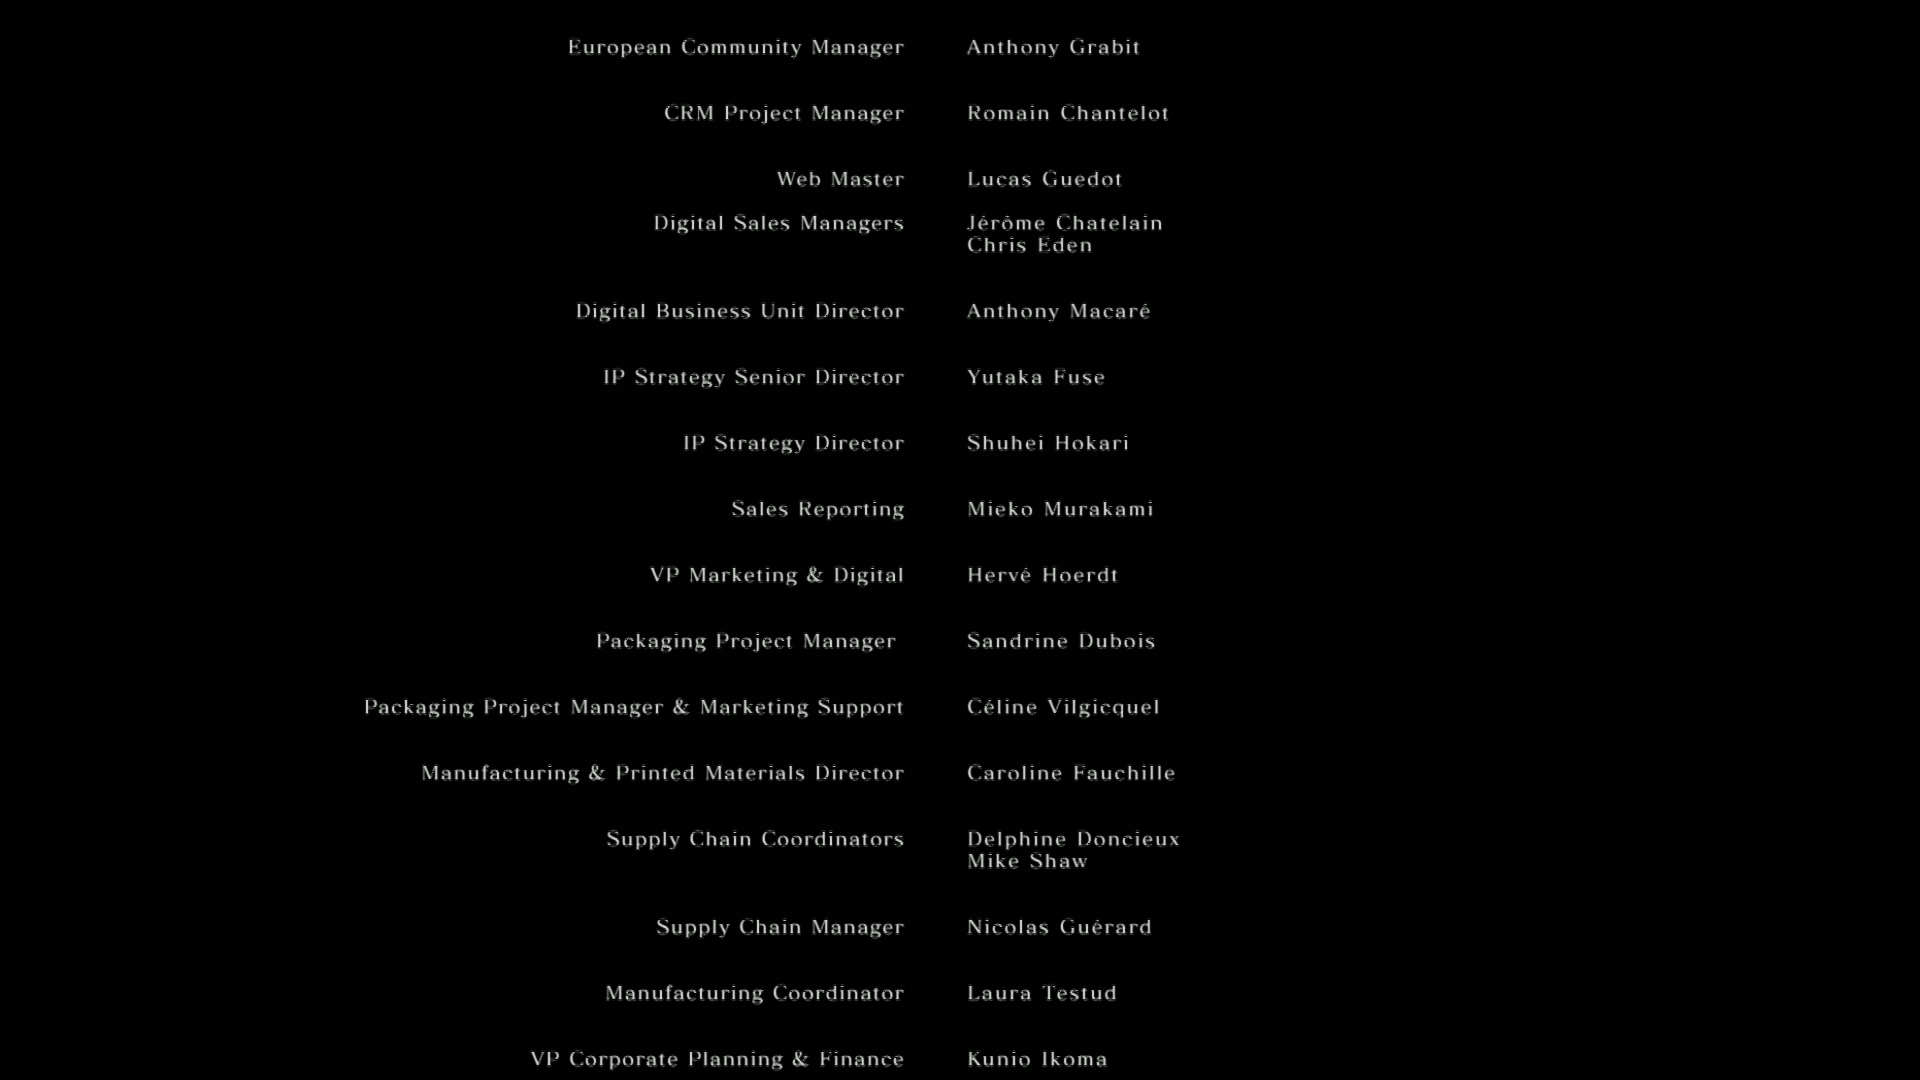 European Community Manager Anthony Grabit
CRM Project Manager Romain Chantelot
Web Master Lucas Guedot
Digital Sales Managers Jérôme Chatelain
Chris Eden
Digital Business Unit Director Anthony Macaré
IP Strategy Senior Director Yutaka Fuse
IP Strategy Director Shuhei Hokari
Sales Reporting Mieko Murakami
VP Marketing & Digital Hervé Hoerdt
Packaging Project Manager Sandrine Dubois
Packaging Project Manager & Marketing Support Céline Vilgicquel
Manufacturing & Printed Materials Director Caroline Fauchille
Supply Chain Coordinators Delphine Doncieux
Mike Shaw
Supply Chain Manager Nicolas Guérard
Manufacturing Coordinator Laura Testud
VP Corporate Planning & Finance Kunio Ikoma